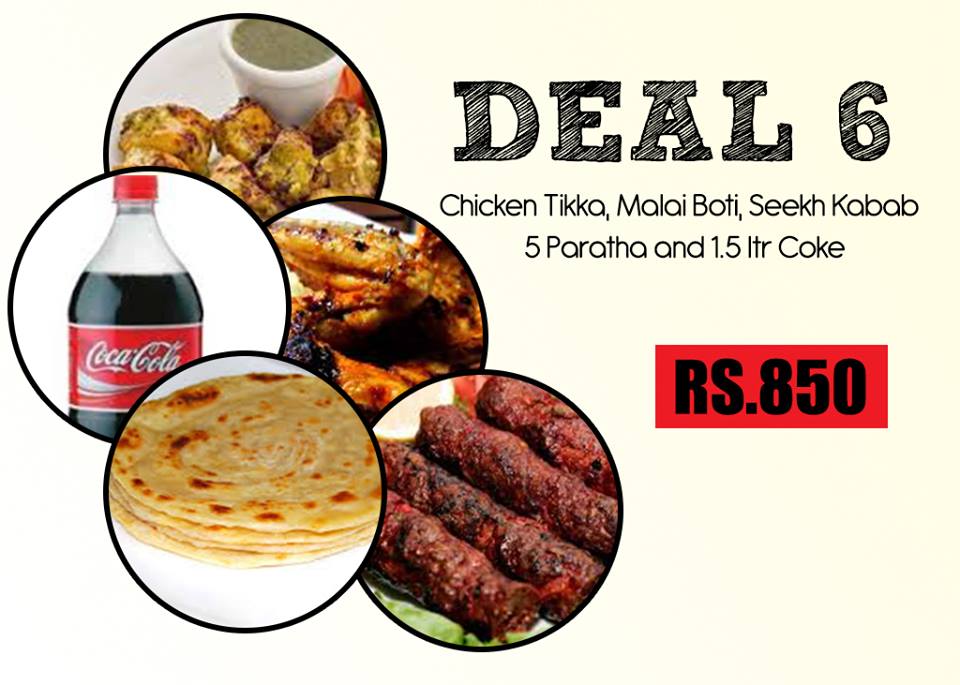 DEAL 6
Chicken Tikka, Malai Boti, Seekh Kabab
5 Paratha and 1.5 ltr Coke
RS.850
Coca-Cola